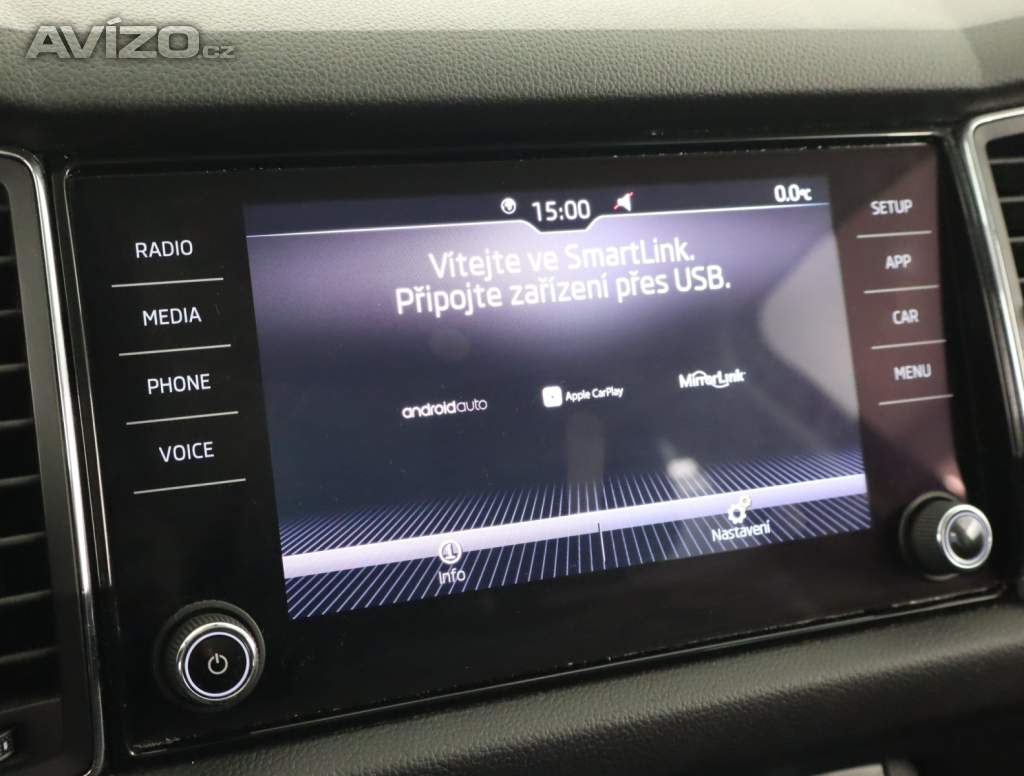 AVÍZO.cz
15:00
0.0°C
RADIO
MEDIA
PHONE
VOICE
Vítejte ve SmartLink.
Připojte zařízení přes USB.
androidauto
Apple CarPlay
MirrorLink
Info
Nastavení
SETUP
APP
CAR
MENU